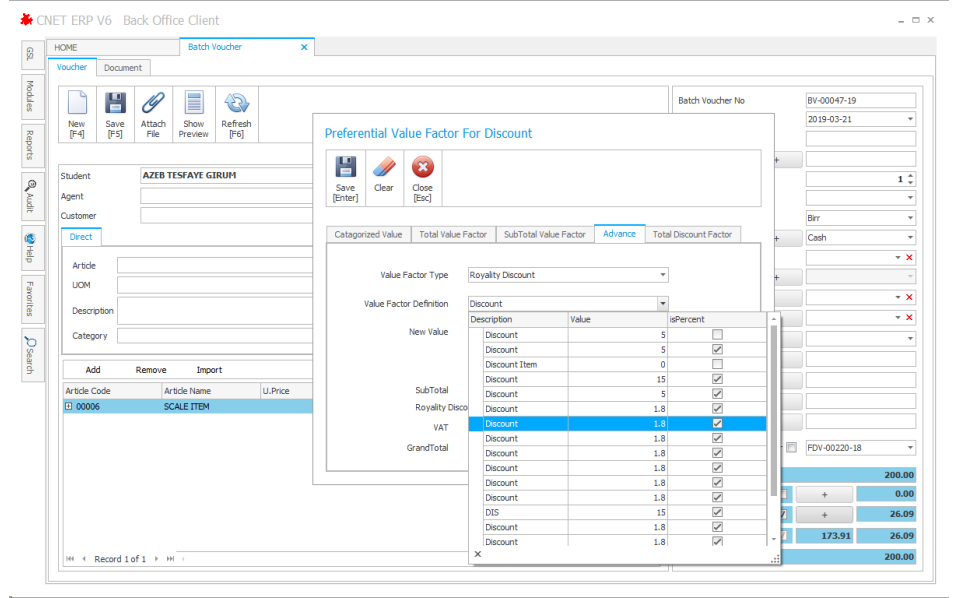 CNET ERP V6 Back Office Client
HOME
Batch Voucher
GSL
Modules
Reports
Audit
Help
Favorites
Search
Voucher Document
New [F4]
Save [F5]
Attach File
Show Preview
Refresh [F6]
Student AZEB TESFAYE GIRUM
Agent
Customer
Direct
Article
UOM
Description
Category
Add Remove Import
Article Code Article Name U.Price
00006 SCALE ITEM
Record 1 of 1
Preferential Value Factor For Discount
Save [Enter]
Clear
Close [Esc]
Catagorized Value Total Value Factor SubTotal Value Factor Advance Total Discount Factor
Value Factor Type Royality Discount
Value Factor Definition Discount
New Value
SubTotal
Royality Disco
VAT
GrandTotal
Description Value isPercent
Discount 5
Discount 5
Discount Item 0
Discount 15
Discount 5
Discount 1.8
Discount 1.8
Discount 1.8
Discount 1.8
Discount 1.8
Discount 1.8
Discount 1.8
DIS 15
Discount 1.8
Discount 1.8
Batch Voucher No BV-00047-19
2019-03-21
+
1
Birr
+ Cash
+
FDV-00220-18
200.00
+ 0.00
+ 26.09
173.91 26.09
200.00